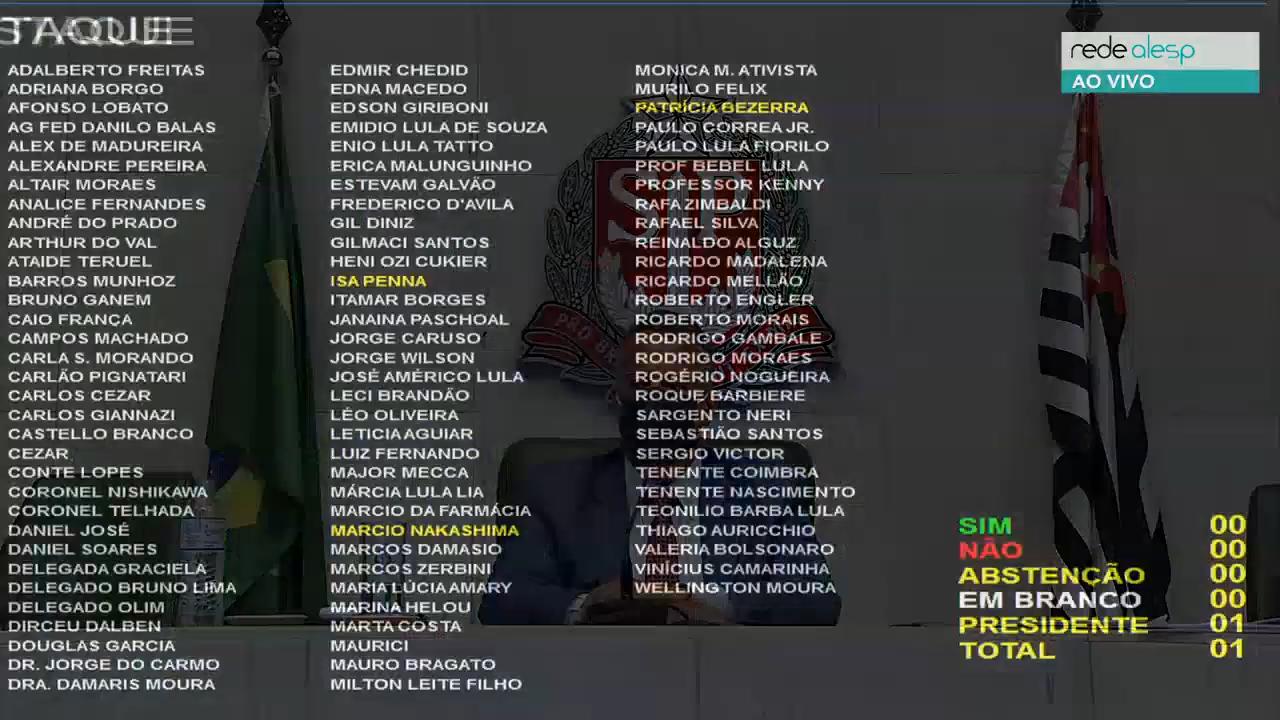 STAQUE
ADALBERTO FREITAS
ADRIANA BORGO
AFONSO LOBATO
AG FED DANILO BALAS
ALEX DE MADUREIRA
ALEXANDRE PEREIRA
ALTAIR MORAES
ANALICE FERNANDES
ANDRÉ DO PRADO
ARTHUR DO VAL
ATAIDE TERUEL
BARROS MUNHOZ
BRUNO GANEM
CAIO FRANÇA
CAMPOS MACHADO
CARLA S. MORANDO
CARLÃO PIGNATARI
CARLOS CEZAR
CARLOS GIANNAZI
CASTELLO BRANCO
CEZAR
CONTE LOPES
CORONEL NISHIKAWA
CORONEL TELHADA
DANIEL JOSÉ
DANIEL SOARES
DELEGADA GRACIELA
DELEGADO BRUNO LIMA
DELEGADO OLIM
DIRCEU DALBEN
DOUGLAS GARCIA
DR. JORGE DO CARMO
DRA. DAMARIS MOURA
EDMIR CHEDID
EDNA MACEDO
EDSON GIRIBONI
EMIDIO LULA DE SOUZA
ENIO LULA TATTO
ERICA MALUNGUINHO
ESTEVAM GALVÃO
FREDERICO D'AVILA
GIL DINIZ
GILMACI SANTOS
HENI OZI CUKIER
ISA PENNA
ITAMAR BORGES
JANAINA PASCHOAL
JORGE CARUSO
JORGE WILSON
JOSÉ AMÉRICO LULA
LECI BRANDÃO
LÉO OLIVEIRA
LETICIA AGUIAR
LUIZ FERNANDO
MAJOR MECCA
MÁRCIA LULA LIA
MARCIO DA FARMÁCIA
MARCIO NAKASHIMA
MARCOS DAMASIO
MARCOS ZERBINI
MARIA LÚCIA AMARY
MARINA HELOU
MARTA COSTA
MAURICI
MAURO BRAGATO
MILTON LEITE FILHO
MONICA M. ATIVISTA
MURILO FELIX
PATRÍCIA BEZERRA
PAULO CORREA JR.
PAULO LULA FIORILO
PROF BEBEL LULA
PROFESSOR KENNY
RAFA ZIMBALDI
RAFAEL SILVA
REINALDO ALGUZ
RICARDO MADALENA
RICARDO MELLÃO
ROBERTO ENGLER
ROBERTO MORAIS
RODRIGO GAMBALE
RODRIGO MORAES
ROGÉRIO NOGUEIRA
ROQUE BARBIERE
SARGENTO NERI
SEBASTIÃO SANTOS
SERGIO VICTOR
TENENTE COIMBRA
TENENTE NASCIMENTO
TEONILIO BARBA LULA
THIAGO AURICCHIO
VALERIA BOLSONARO
VINÍCIUS CAMARINHA
WELLINGTON MOURA
rede alesp
AO VIVO
SP
SIM 00
NÃO 00
ABSTENÇÃO 00
EM BRANCO 00
PRESIDENTE 01
TOTAL 01